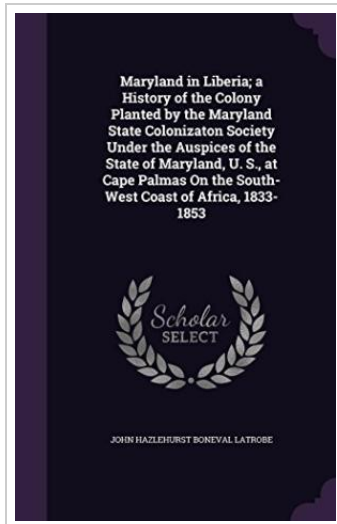 Maryland in Liberia; a
History of the Colony
Planted by the Maryland
State Colonizaton Society
Under the Auspices of the
State of Maryland, U. S., at
Cape Palmas On the South-
West Coast of Africa, 1833-
1853
Scholar
SELECT
JOHN HAZLEHURST BONEVAL LATROBE